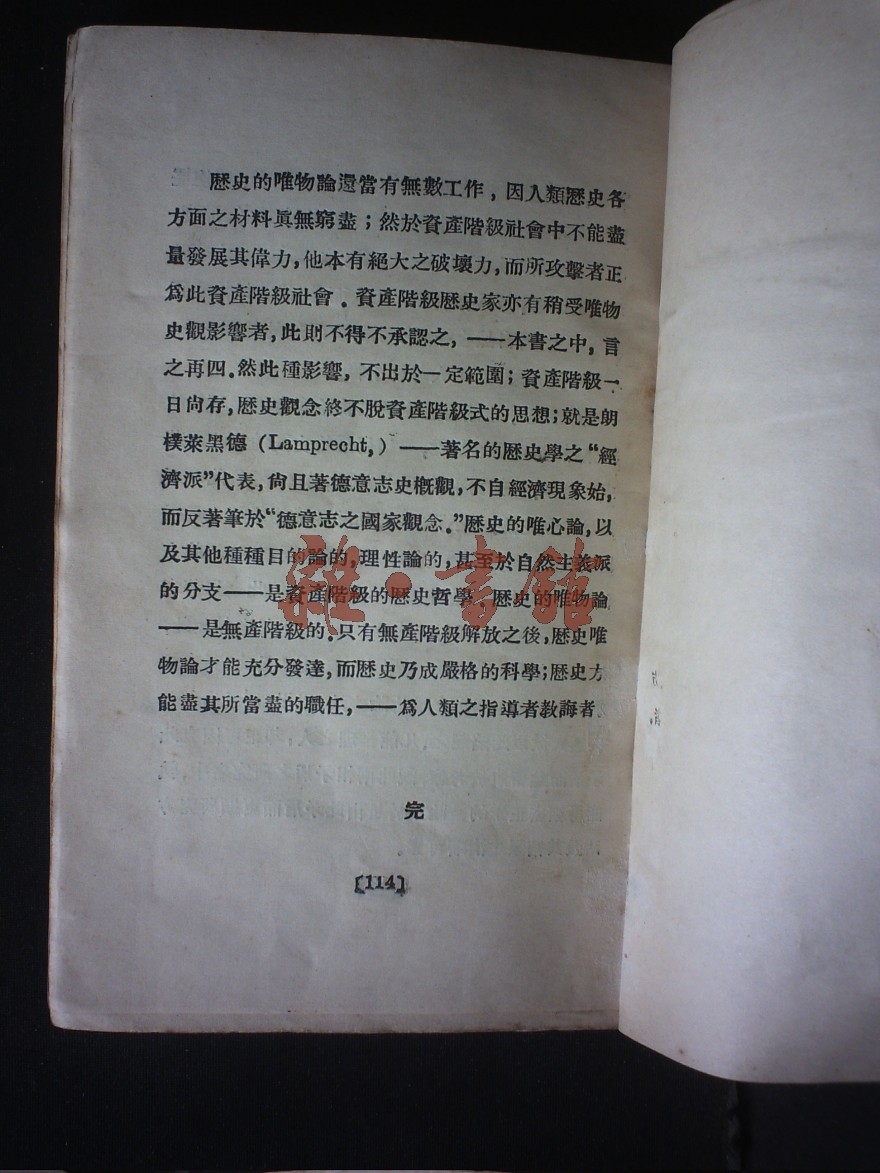 歷史的唯物論還當有無數工作，因人類歷史各
方面之材料眞無窮盡；然於資產階級社會中不能盡
量發展其偉力，他本有絕大之破壞力，而所攻擊者正
爲此資產階級社會．資產階級歷史家亦有稍受唯物
史觀影響者，此則不得不承認之，——本書之中，言
之再四．然此種影響，不出於一定範圍；資產階級一
日尙存，歷史觀念終不脫資產階級式的思想；就是朗
樸萊黑德（Lamprecht,）——著名的歷史學之“經
濟派”代表，尙且著德意志史槪觀，不自經濟現象始，
而反著筆於“德意志之國家觀念．”歷史的唯心論，以
及其他種種目的論的，理性論的，甚至於自然主義派
的分支——是資產階級的歷史哲學．歷史的唯物論
——是無產階級的．只有無產階級解放之後，歷史唯
物論才能充分發達，而歷史乃成嚴格的科學；歷史方
能盡其所當盡的職任，——爲人類之指導者教誨者
完
〔114〕
雜·書館